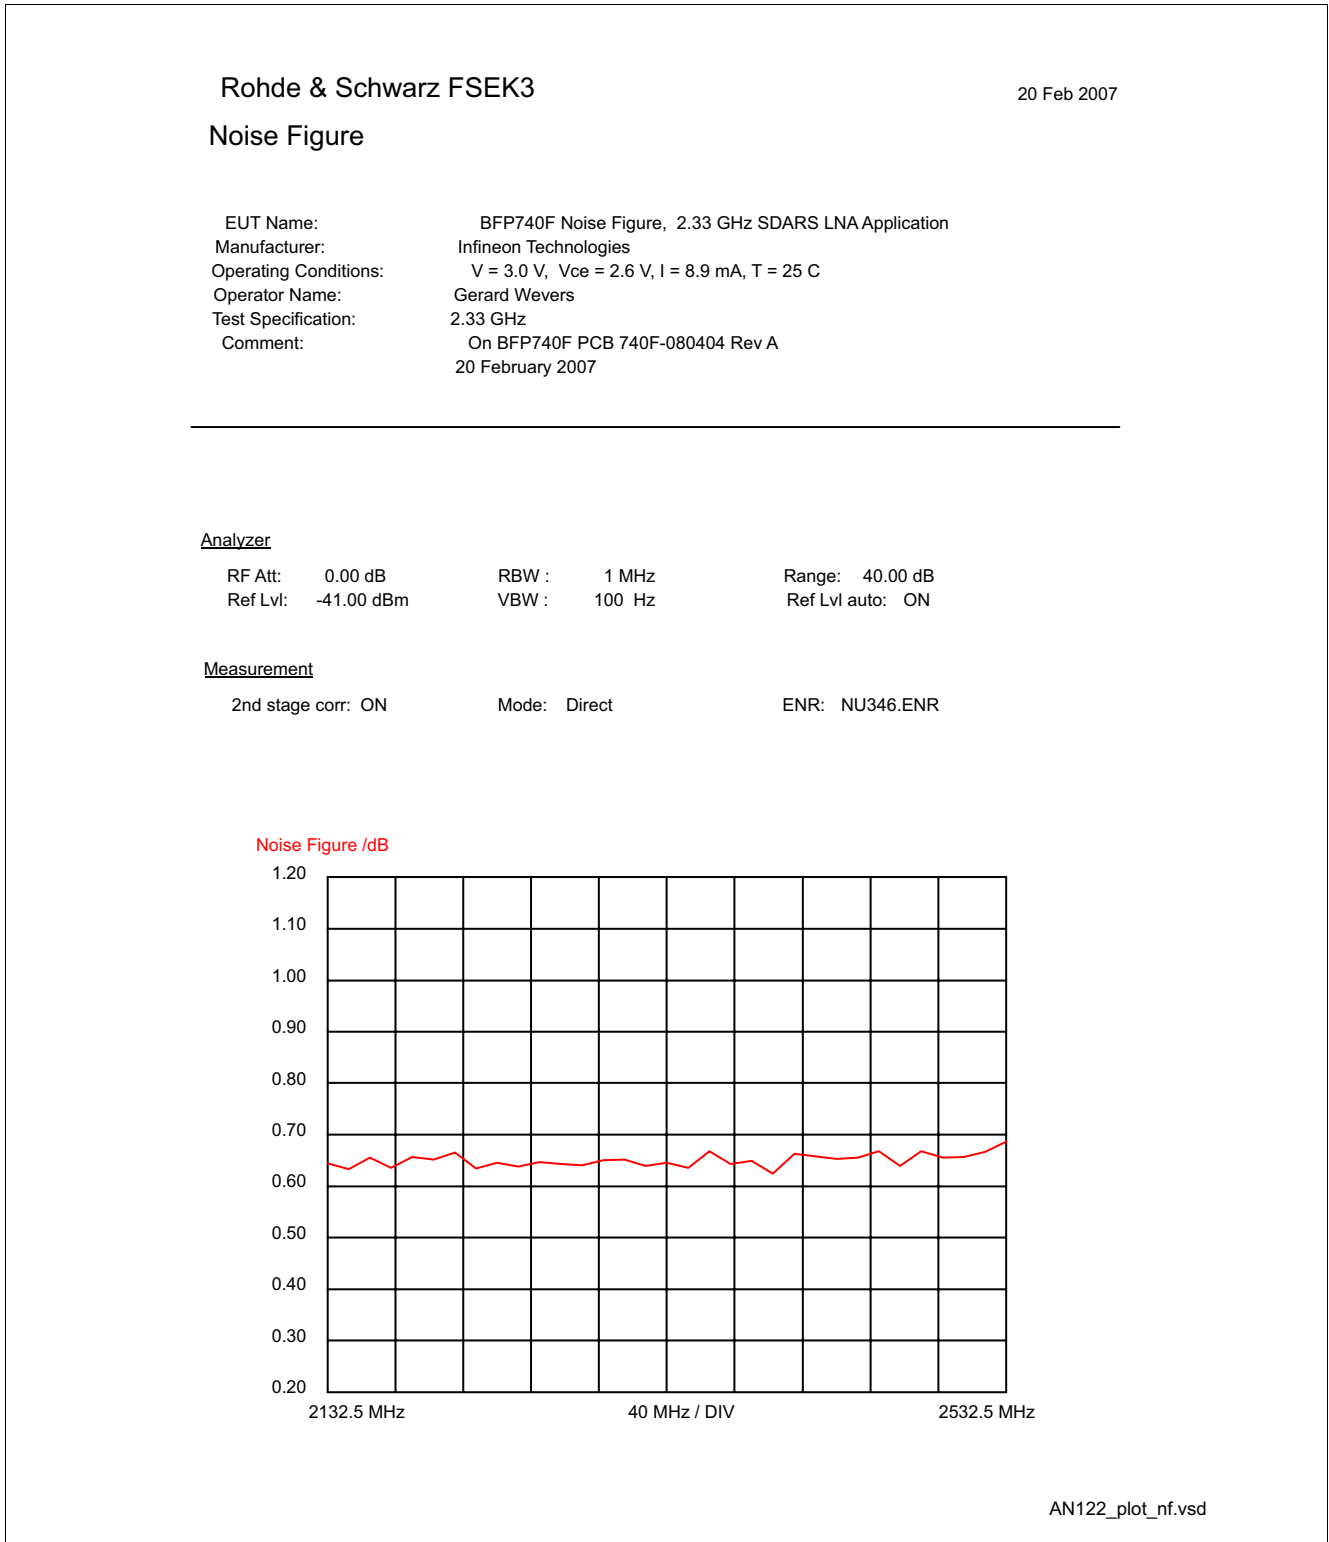 Rohde & Schwarz FSEK3
20 Feb 2007
Noise Figure
EUT Name: BFP740F Noise Figure, 2.33 GHz SDARS LNA Application
Manufacturer: Infineon Technologies
Operating Conditions: V = 3.0 V, Vce = 2.6 V, I = 8.9 mA, T = 25 C
Operator Name: Gerard Wevers
Test Specification: 2.33 GHz
Comment: On BFP740F PCB 740F-080404 Rev A
20 February 2007
Analyzer
RF Att: 0.00 dB RBW : 1 MHz Range: 40.00 dB
Ref Lvl: -41.00 dBm VBW : 100 Hz Ref Lvl auto: ON
Measurement
2nd stage corr: ON Mode: Direct ENR: NU346.ENR
Noise Figure /dB
1.20
1.10
1.00
0.90
0.80
0.70
0.60
0.50
0.40
0.30
0.20
2132.5 MHz 40 MHz / DIV 2532.5 MHz
AN122_plot_nf.vsd